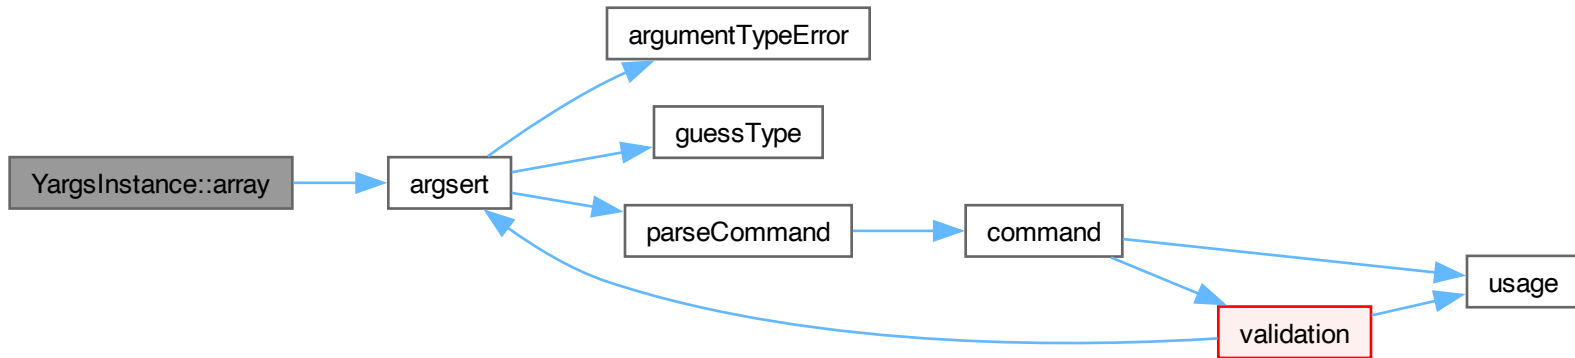 argumentTypeError
guessType
YargsInstance::array
argsert
parseCommand
command
usage
validation